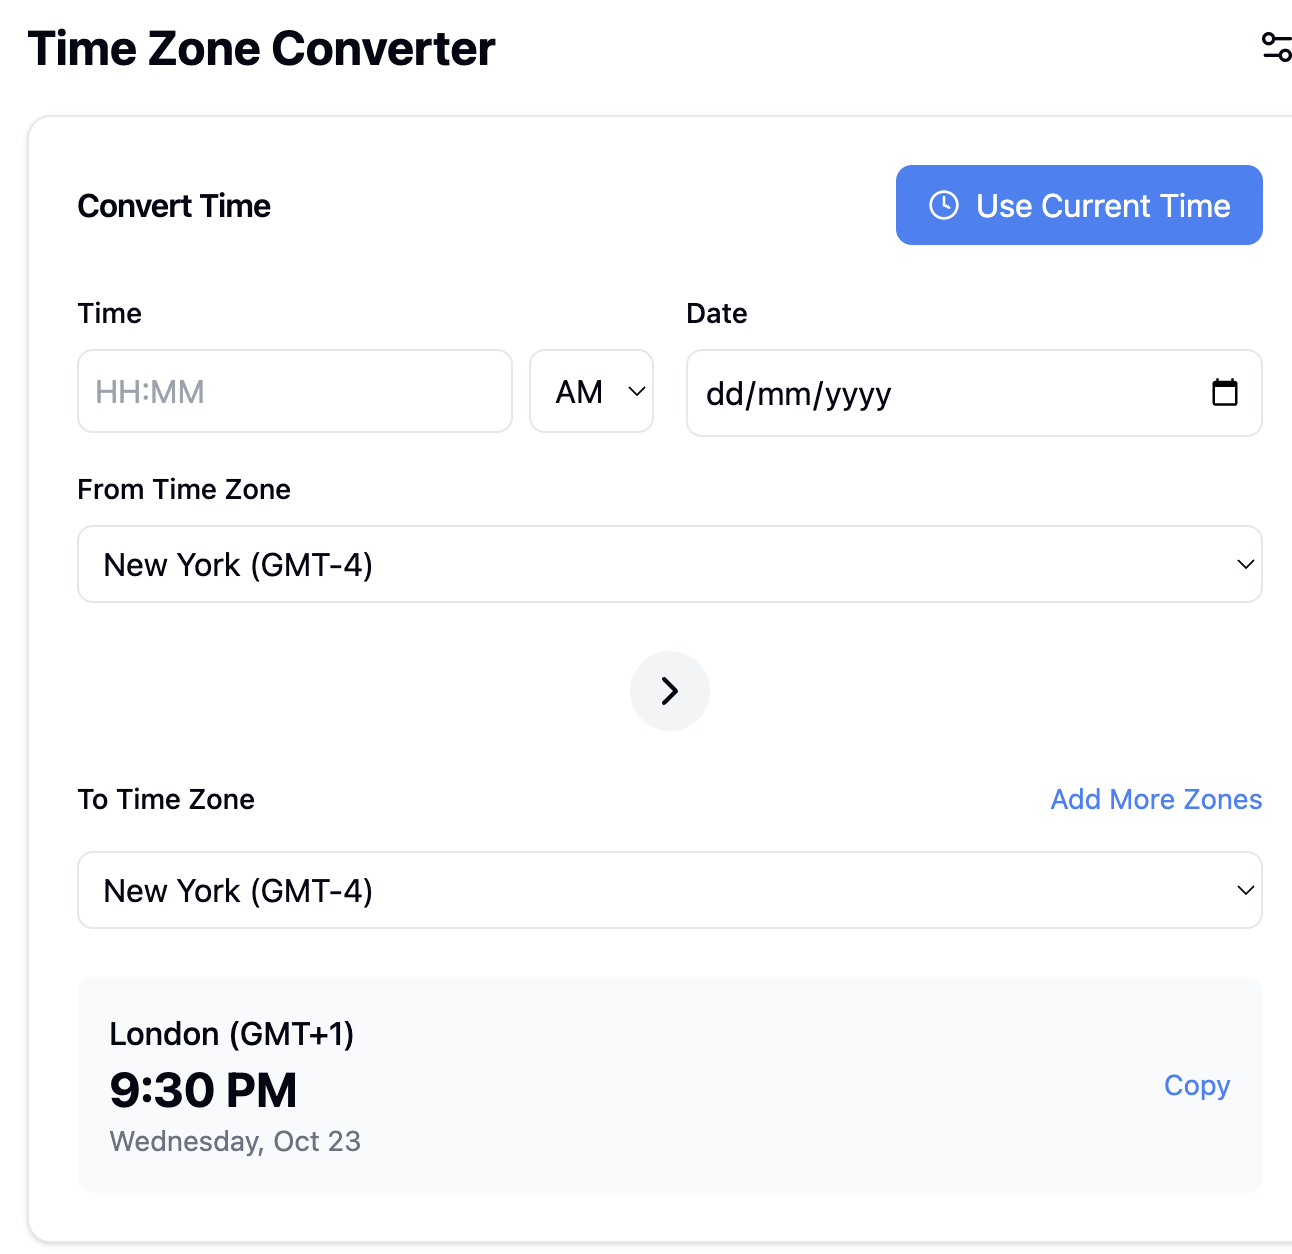 Time Zone Converter
Convert Time
Use Current Time
Time
Date
HH:MM
AM
dd/mm/yyyy
From Time Zone
New York (GMT-4)
To Time Zone
Add More Zones
New York (GMT-4)
London (GMT+1)
9:30 PM
Copy
Wednesday, Oct 23